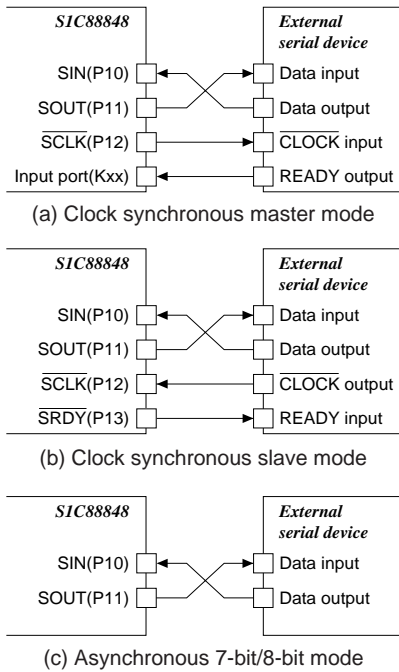 S1C88848 External
serial device
SIN(P10) Data input
SOUT(P11) Data output
SCLK(P12) CLOCK input
Input port(Kxx) READY output
(a) Clock synchronous master mode
S1C88848 External
serial device
SIN(P10) Data input
SOUT(P11) Data output
SCLK(P12) CLOCK output
SRDY(P13) READY input
(b) Clock synchronous slave mode
S1C88848 External
serial device
SIN(P10) Data input
SOUT(P11) Data output
(c) Asynchronous 7-bit/8-bit mode